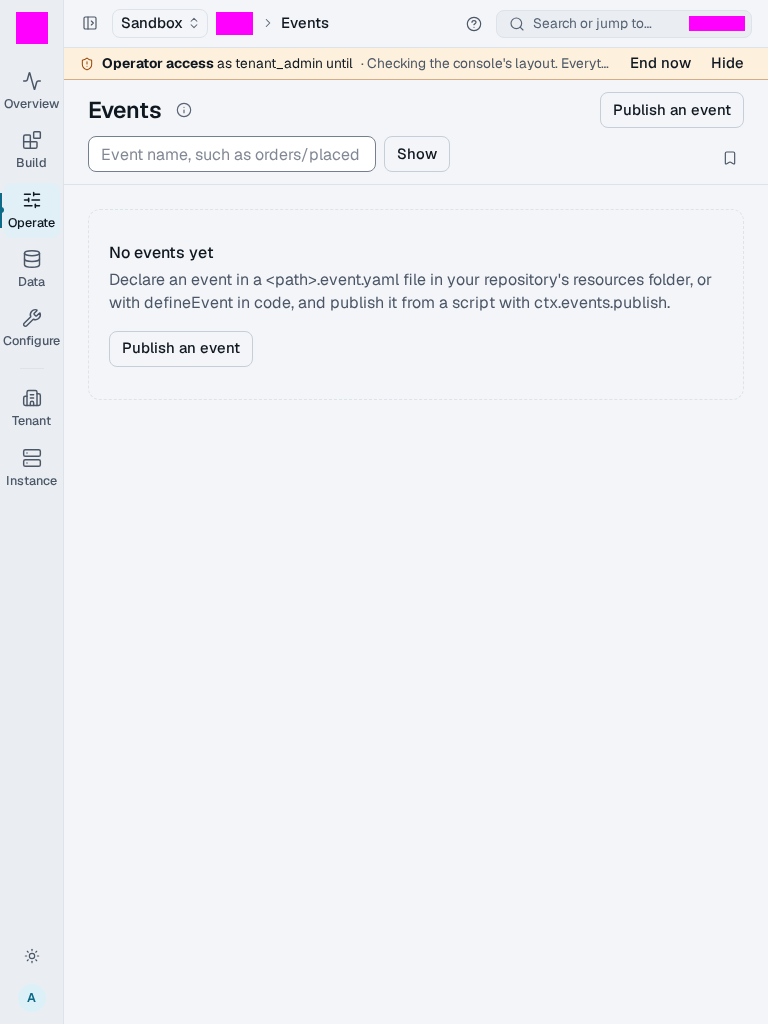 Sandbox
Events
Search or jump to…
Operator access as tenant_admin until · Checking the console's layout. Everyt…
End now
Hide
Overview
Build
Operate
Data
Configure
Tenant
Instance
A
Events
Publish an event
Event name, such as orders/placed
Show
No events yet
Declare an event in a <path>.event.yaml file in your repository's resources folder, or
with defineEvent in code, and publish it from a script with ctx.events.publish.
Publish an event